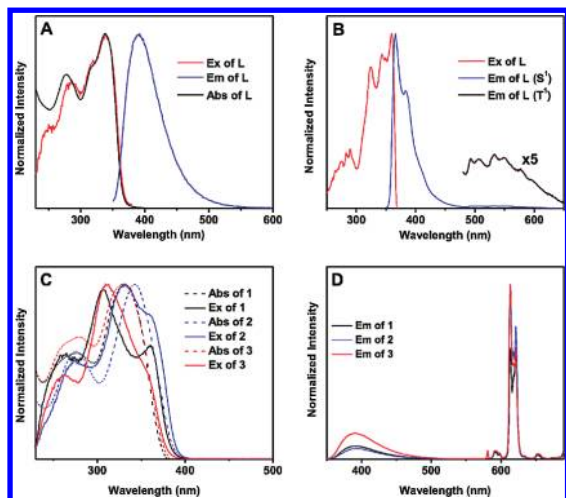 A
Ex of L
Em of L
Abs of L
Normalized Intensity
300 400 500 600
Wavelength (nm)
B
Ex of L
Em of L (S¹)
Em of L (T¹)
x5
Normalized Intensity
300 400 500 600
Wavelength (nm)
C
Abs of 1
Ex of 1
Abs of 2
Ex of 2
Abs of 3
Ex of 3
Normalized Intensity
300 400 500
Wavelength (nm)
D
Em of 1
Em of 2
Em of 3
Normalized Intensity
400 500 600
Wavelength (nm)